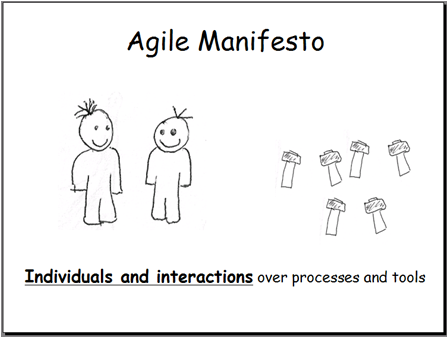 Agile Manifesto
Individuals and interactions over processes and tools